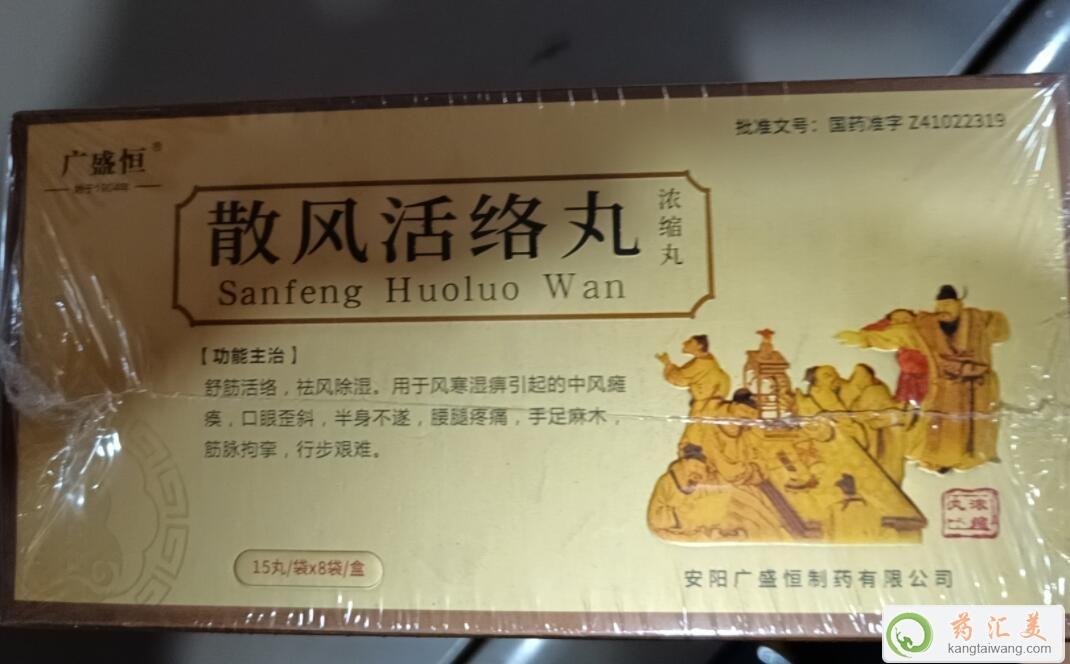 批准文号：国药准字 Z41022319
广盛恒®
始于1904年
散风活络丸
浓缩丸
Sanfeng Huoluo Wan
【功能主治】
舒筋活络，祛风除湿。用于风寒湿痹引起的中风瘫
痪，口眼歪斜，半身不遂，腰腿疼痛，手足麻木，
筋脉拘挛，行步艰难。
15丸/袋x8袋/盒
安阳广盛恒制药有限公司
药汇美
kangtaiwang.com